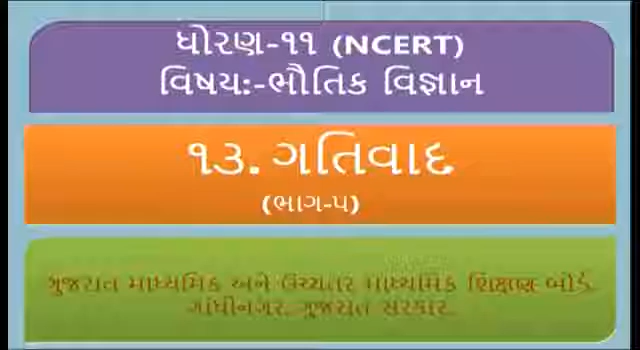 ધોરણ-૧૧ (NCERT)
વિષય:-ભૌતિક વિજ્ઞાન
૧૩. ગતિવાદ
(ભાગ-૫)
ગુજરાત માધ્યમિક અને ઉચ્ચતર માધ્યમિક શિક્ષણ બોર્ડ
ગાંધીનગર. ગુજરાત સરકાર.